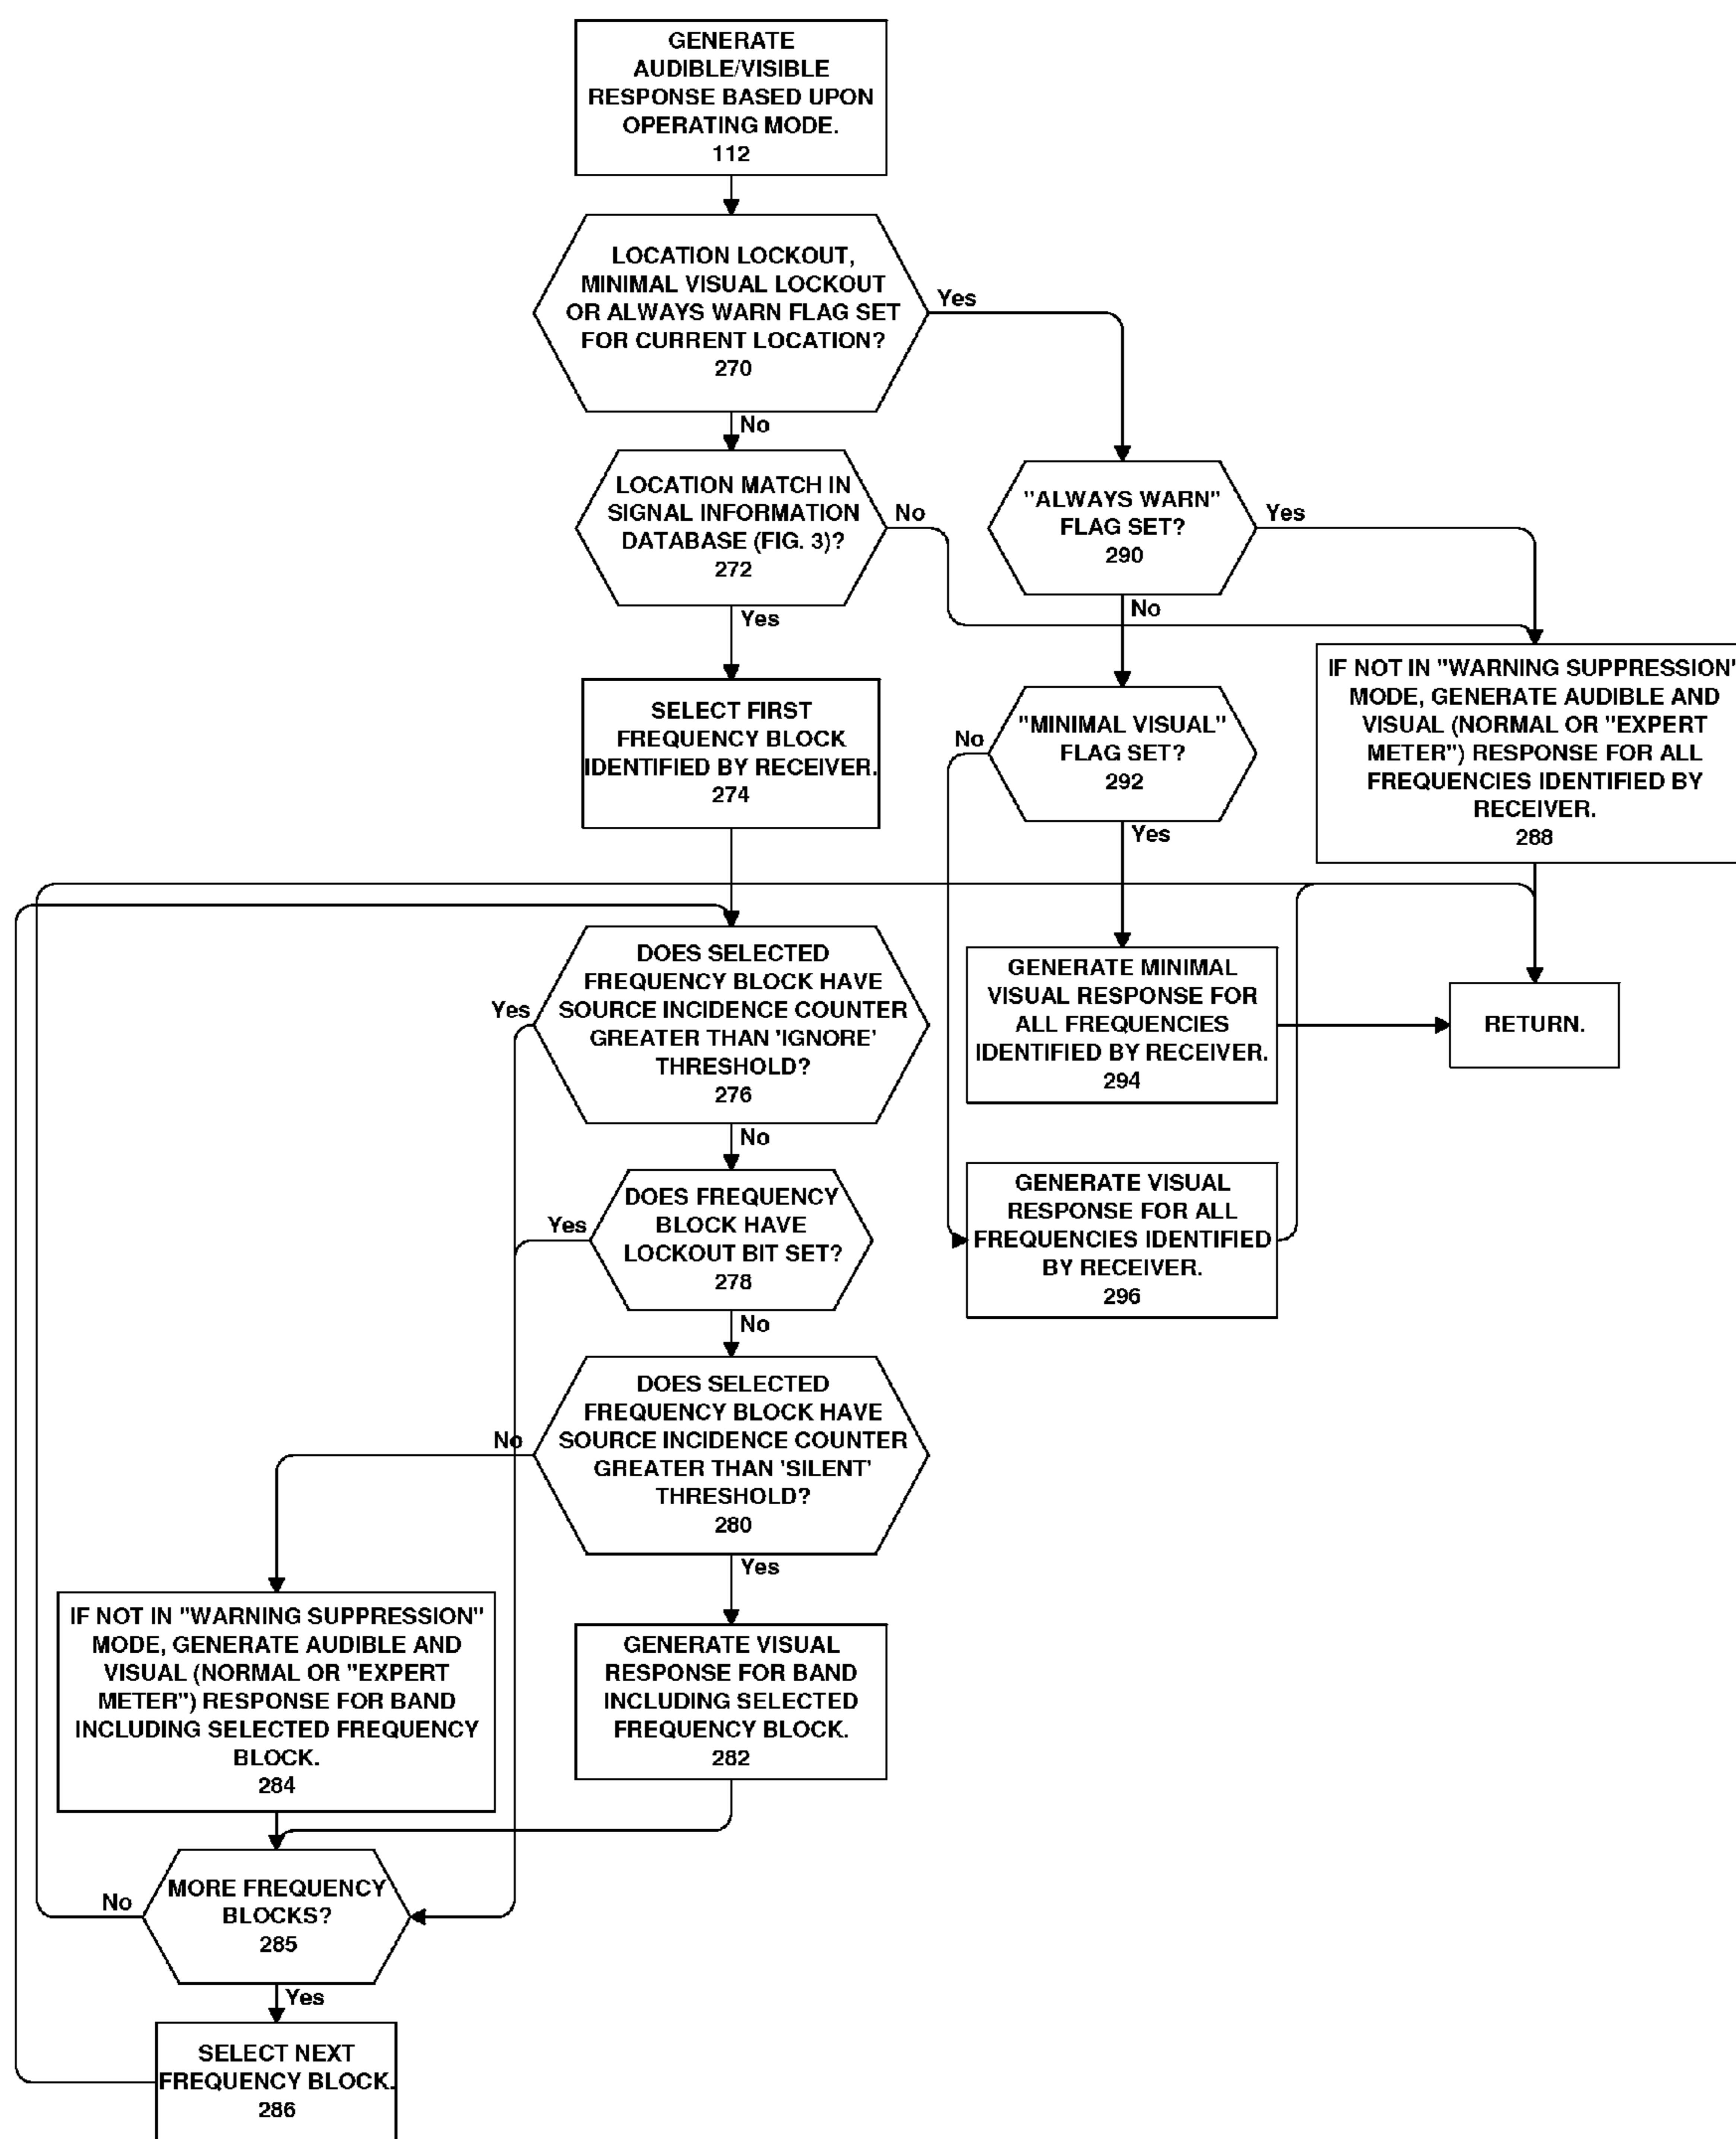 GENERATE
AUDIBLE/VISIBLE
RESPONSE BASED UPON
OPERATING MODE.
112
LOCATION LOCKOUT,
MINIMAL VISUAL LOCKOUT
OR ALWAYS WARN FLAG SET
FOR CURRENT LOCATION?
270
Yes
No
LOCATION MATCH IN
SIGNAL INFORMATION
DATABASE (FIG. 3)?
272
No
Yes
"ALWAYS WARN"
FLAG SET?
290
Yes
No
SELECT FIRST
FREQUENCY BLOCK
IDENTIFIED BY RECEIVER.
274
"MINIMAL VISUAL"
FLAG SET?
292
No
Yes
IF NOT IN "WARNING SUPPRESSION"
MODE, GENERATE AUDIBLE AND
VISUAL (NORMAL OR "EXPERT
METER") RESPONSE FOR ALL
FREQUENCIES IDENTIFIED BY
RECEIVER.
288
DOES SELECTED
FREQUENCY BLOCK HAVE
SOURCE INCIDENCE COUNTER
GREATER THAN 'IGNORE'
THRESHOLD?
276
Yes
No
GENERATE MINIMAL
VISUAL RESPONSE FOR
ALL FREQUENCIES
IDENTIFIED BY RECEIVER.
294
RETURN.
DOES FREQUENCY
BLOCK HAVE
LOCKOUT BIT SET?
278
Yes
No
GENERATE VISUAL
RESPONSE FOR ALL
FREQUENCIES IDENTIFIED
BY RECEIVER.
296
DOES SELECTED
FREQUENCY BLOCK HAVE
SOURCE INCIDENCE COUNTER
GREATER THAN 'SILENT'
THRESHOLD?
280
No
Yes
IF NOT IN "WARNING SUPPRESSION"
MODE, GENERATE AUDIBLE AND
VISUAL (NORMAL OR "EXPERT
METER") RESPONSE FOR BAND
INCLUDING SELECTED FREQUENCY
BLOCK.
284
GENERATE VISUAL
RESPONSE FOR BAND
INCLUDING SELECTED
FREQUENCY BLOCK.
282
MORE FREQUENCY
BLOCKS?
285
No
Yes
SELECT NEXT
FREQUENCY BLOCK.
286